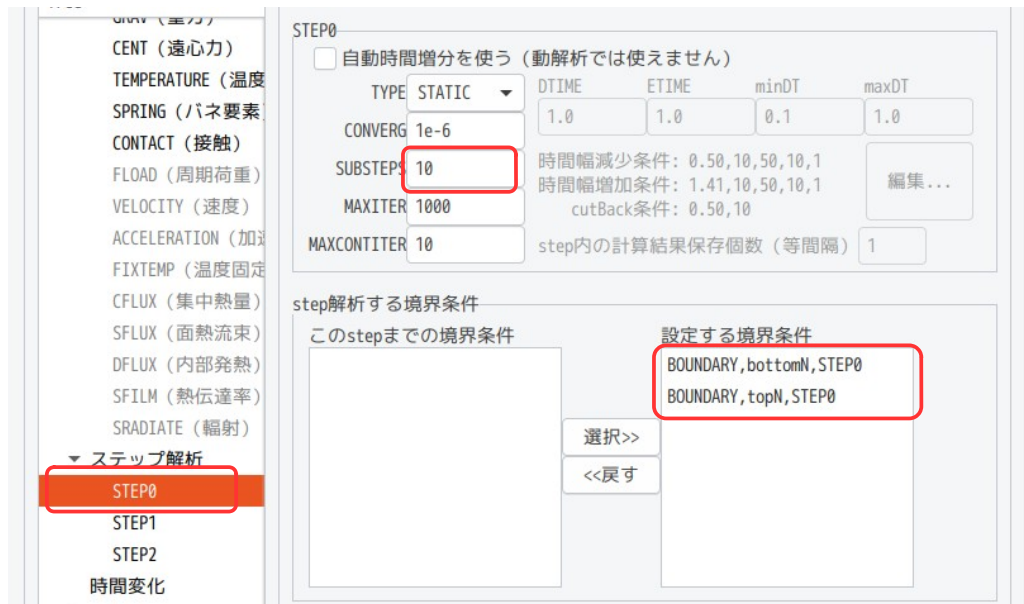 GRAV (重力)
CENT (遠心力)
TEMPERATURE (温度
SPRING (バネ要素
CONTACT (接触)
FLOAD (周期荷重)
VELOCITY (速度)
ACCELERATION (加速
FIXTEMP (温度固定
CFLUX (集中熱量)
SFLUX (面熱流束)
DFLUX (内部発熱)
SFILM (熱伝達率)
SRADIATE (輻射)
ステップ解析
STEP0
STEP1
STEP2
時間変化
STEP0
自動時間増分を使う (動解析では使えません)
TYPE STATIC
CONVERG 1e-6
SUBSTEPS 10
MAXITER 1000
MAXCONTITER 10
DTIME ETIME minDT maxDT
1.0 1.0 0.1 1.0
時間幅減少条件: 0.50,10,50,10,1
時間幅増加条件: 1.41,10,50,10,1
cutBack条件: 0.50,10
編集...
step内の計算結果保存個数 (等間隔) 1
step解析する境界条件
このstepまでの境界条件
設定する境界条件
BOUNDARY,bottomN,STEP0
BOUNDARY,topN,STEP0
選択>>
<<戻す